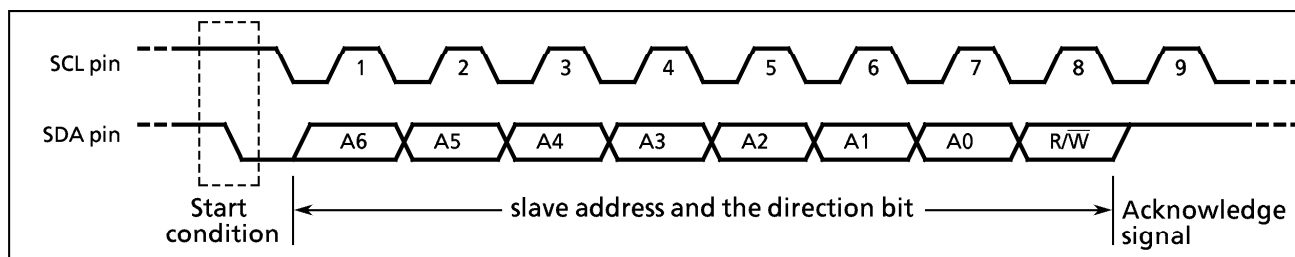 SCL pin 1 2 3 4 5 6 7 8 9
SDA pin A6 A5 A4 A3 A2 A1 A0 R/W̅
Start condition
slave address and the direction bit
Acknowledge signal